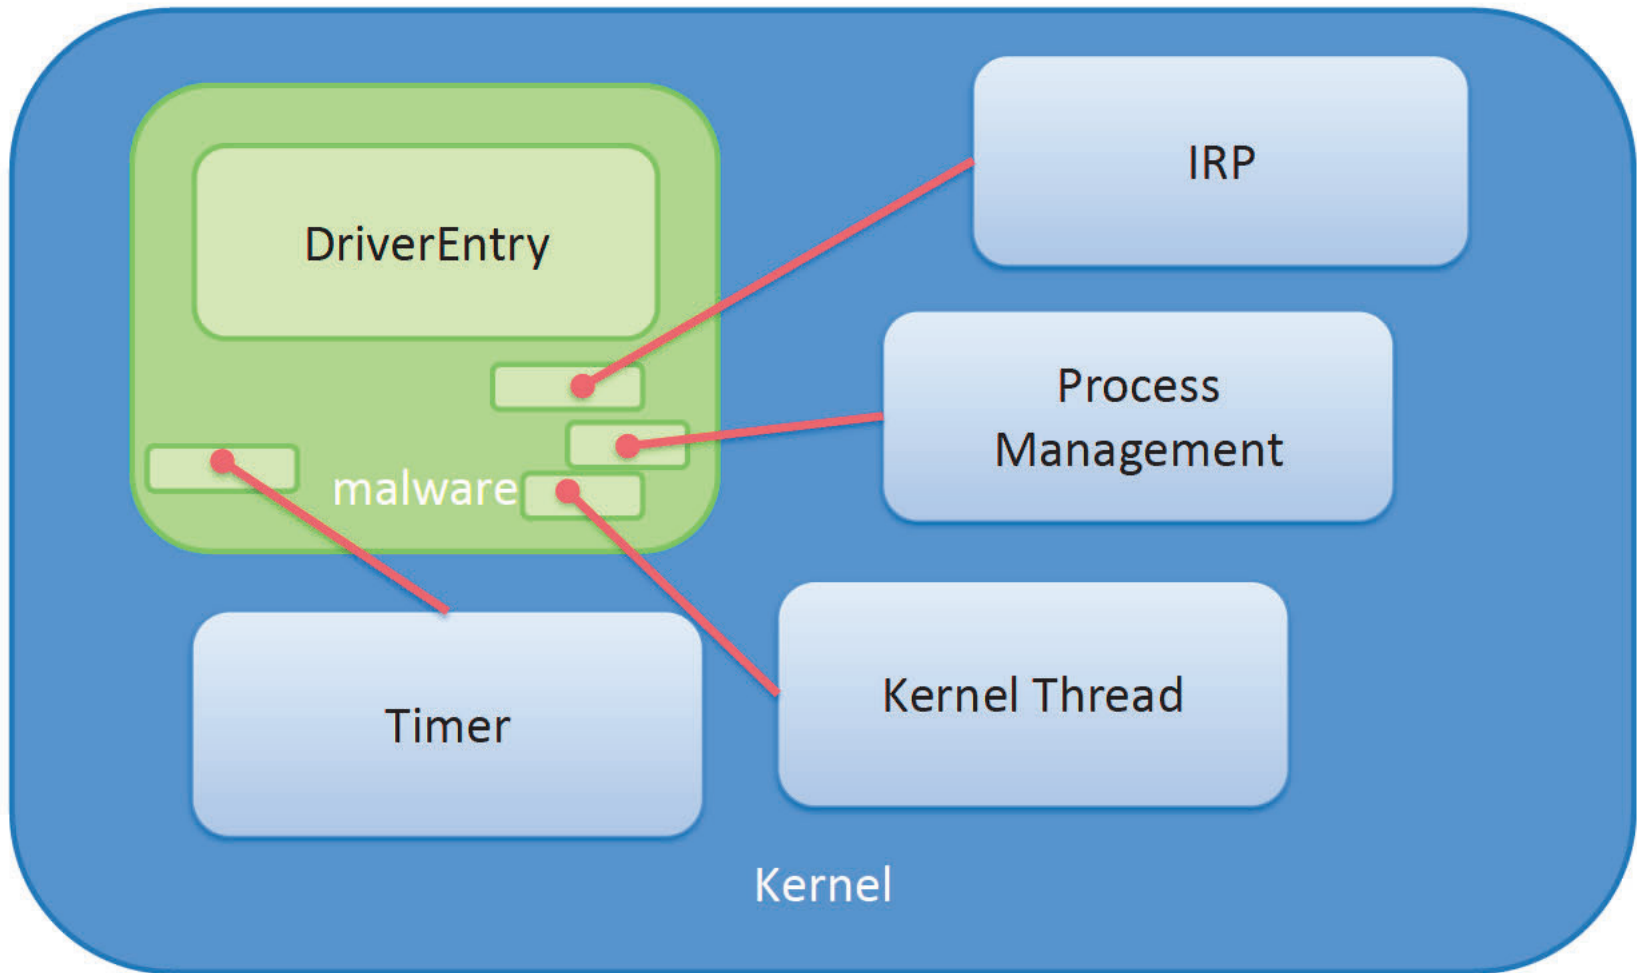 IRP
DriverEntry
Process
Management
malware
Kernel Thread
Timer
Kernel